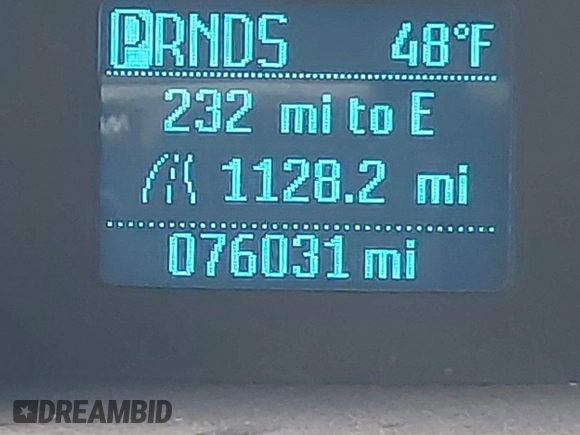 PRNDS 48°F
232 mi to E
1128.2 mi
076031 mi
DREAMBID